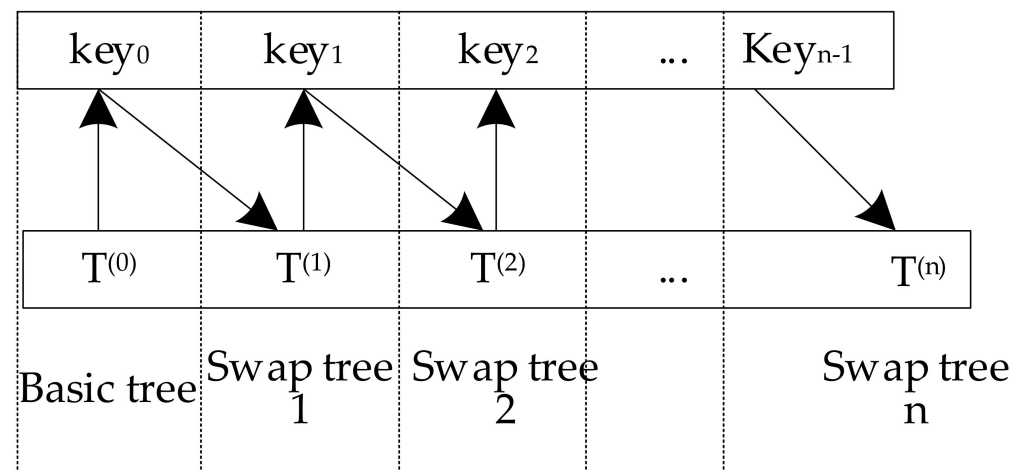 key0 key1 key2 ... Keyn-1
T(0) T(1) T(2) ... T(n)
Basic tree Swap tree 1 Swap tree 2 Swap tree n